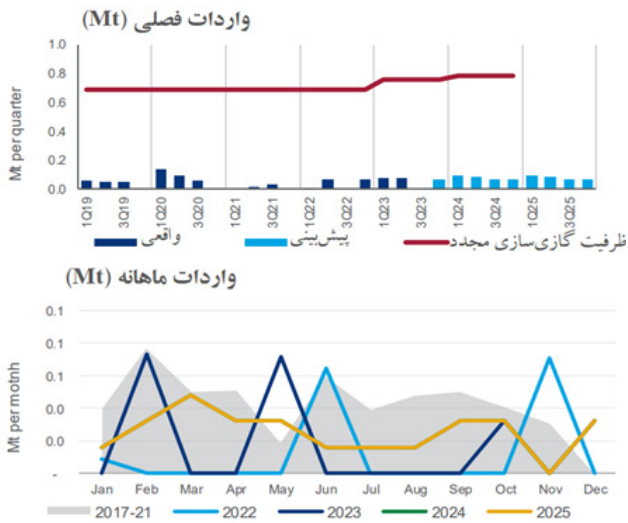 واردات فصلی (Mt)
Mt per quarter
1.0
0.8
0.6
0.4
0.2
0.0
1Q19 3Q19 1Q20 3Q20 1Q21 3Q21 1Q22 3Q22 1Q23 3Q23 1Q24 3Q24 1Q25 3Q25
واقعی پیش‌بینی ظرفیت گازی‌سازی مجدد
واردات ماهانه (Mt)
Mt per motnh
0.1
0.1
0.1
0.0
0.0
-
Jan Feb Mar Apr May Jun Jul Aug Sep Oct Nov Dec
2017-21 2022 2023 2024 2025